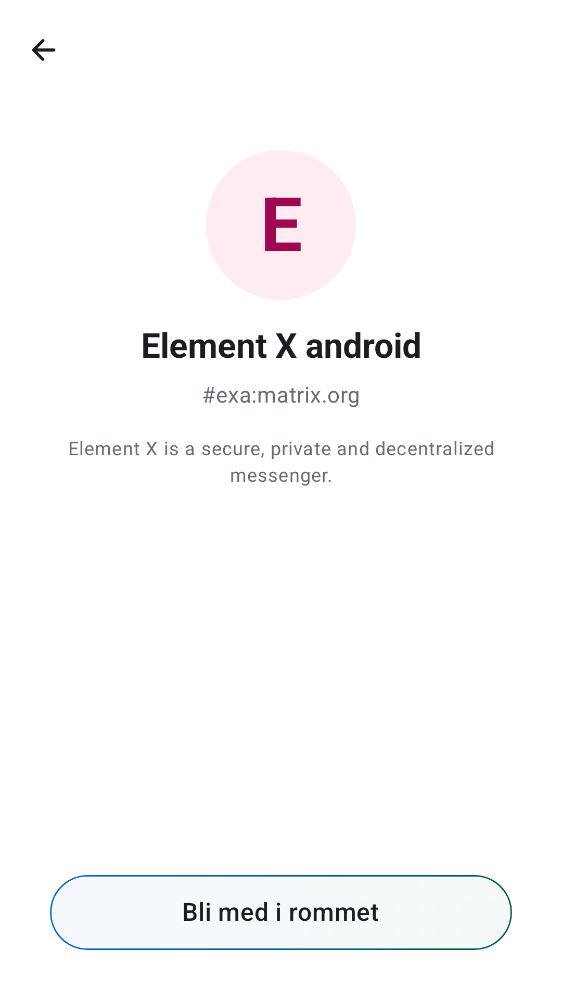 E
Element X android
#exa:matrix.org
Element X is a secure, private and decentralized
messenger.
Bli med i rommet